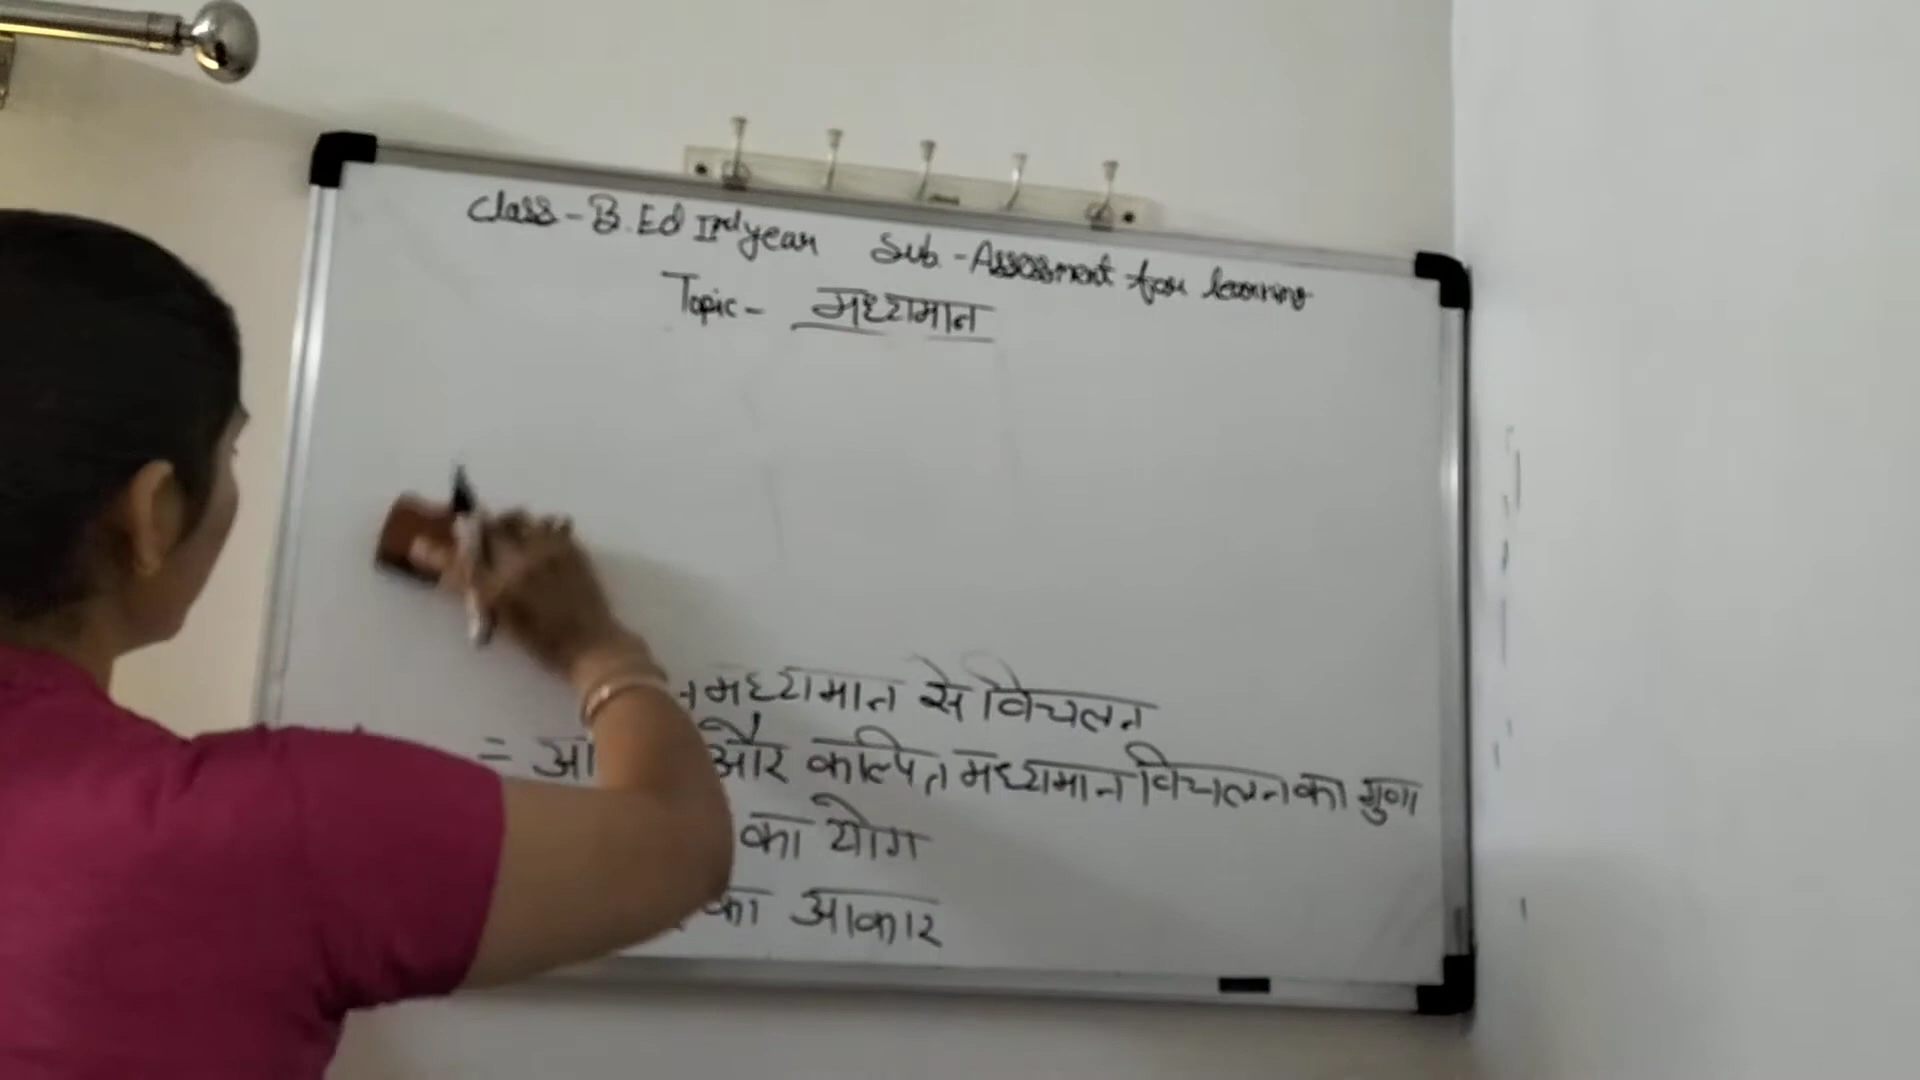 Class - B.Ed IInd year Sub. - Assessment for learning
Topic - मध्यमान
मध्यमान से विचलन
= और कल्पित मध्यमान विचलन का गुणा
का योग
का आकार